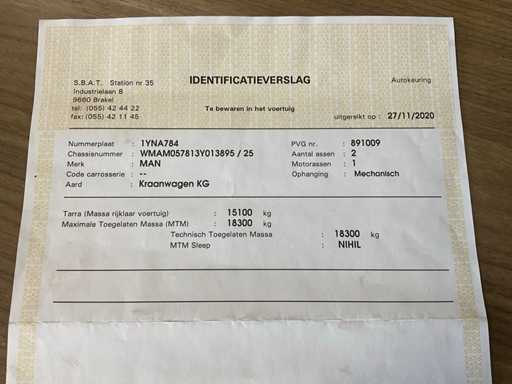 S.B.A.T. Station nr 35
IDENTIFICATIEVERSLAG
Autokeuring
Industrielaan 8
9660 Brakel
tel: (055) 42 44 22
Te bewaren in het voertuig
fax: (055) 42 11 45
uitgereikt op : 27/11/2020
Nummerplaat : 1YNA784
PVG nr. : 891009
Chassisnummer : WMAM057813Y013895 / 25
Aantal assen : 2
Merk : MAN
Motorassen : 1
Code carrosserie : --
Ophanging : Mechanisch
Aard : Kraanwagen KG
Tarra (Massa rijklaar voertuig) : 15100 kg
Maximale Toegelaten Massa (MTM) : 18300 kg
Technisch Toegelaten Massa : 18300 kg
MTM Sleep : NIHIL